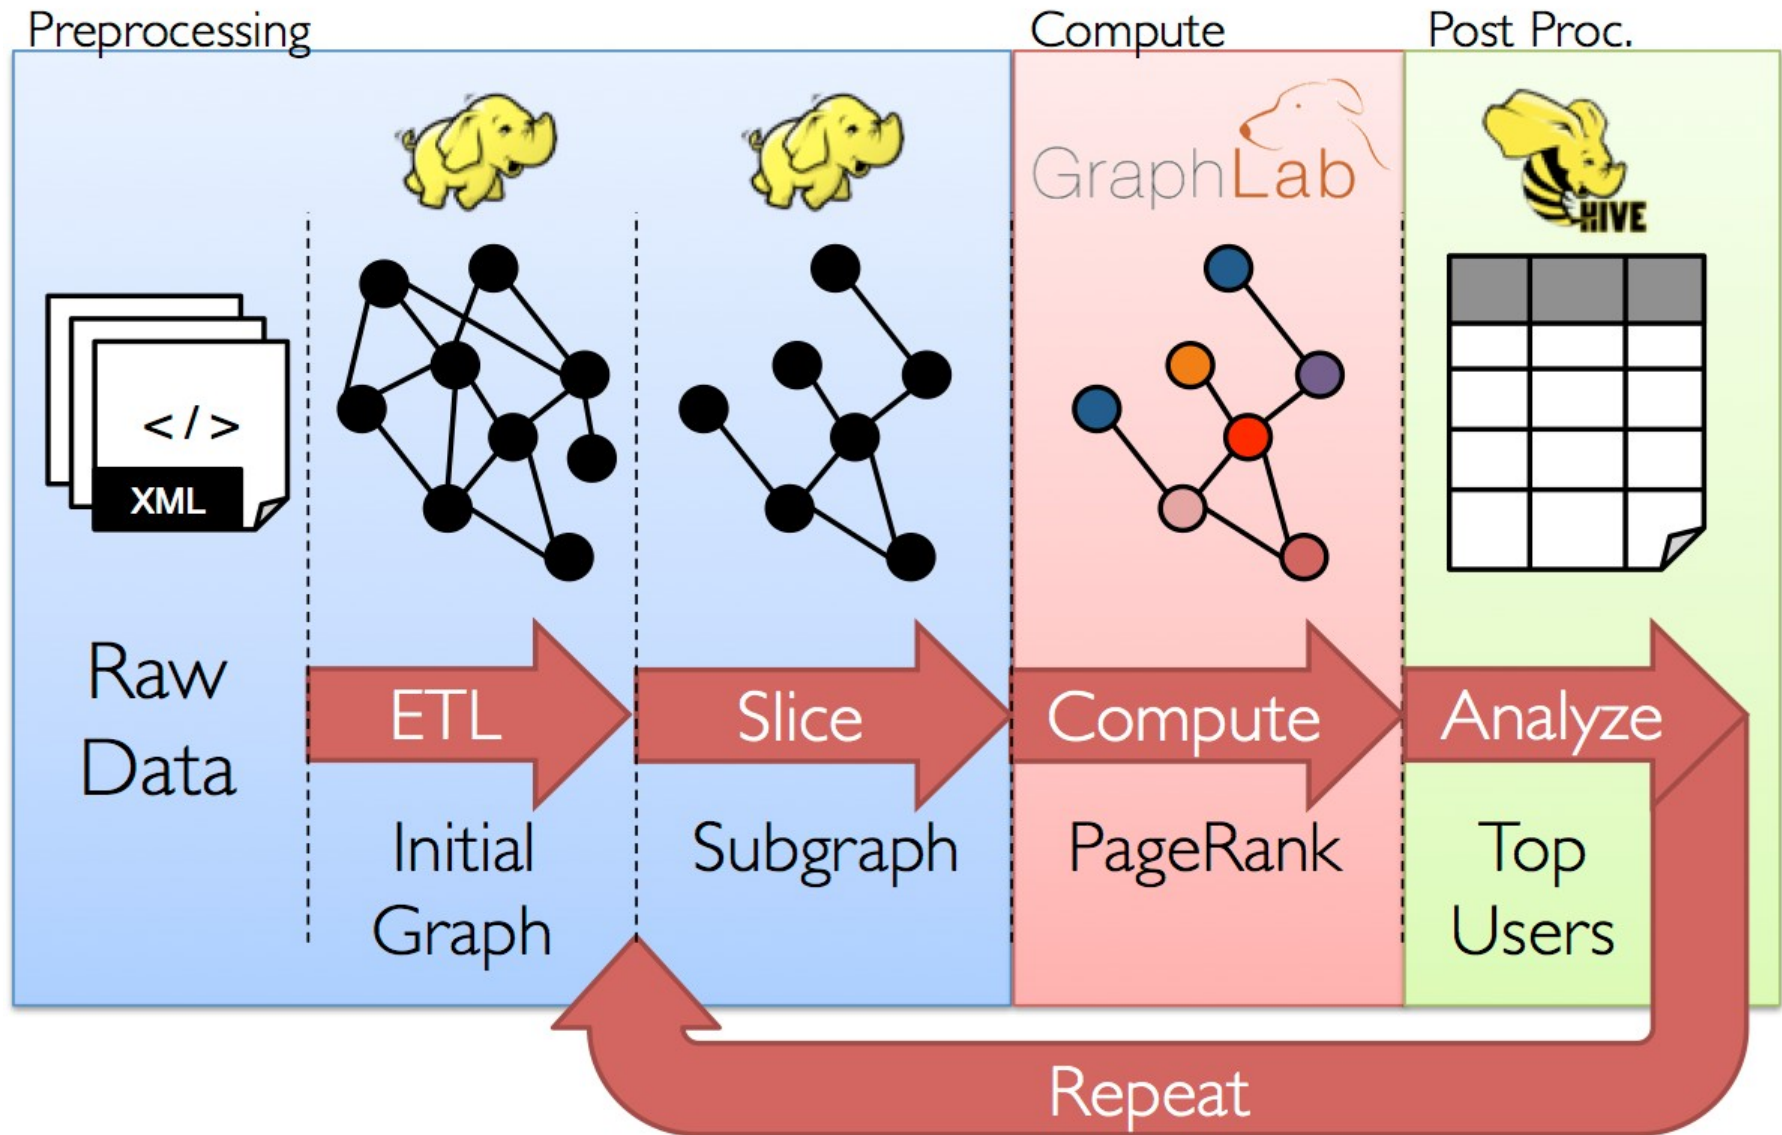 Preprocessing
Compute
Post Proc.
GraphLab
HIVE
</>
XML
Raw
Data
ETL
Slice
Compute
Analyze
Initial
Graph
Subgraph
PageRank
Top
Users
Repeat